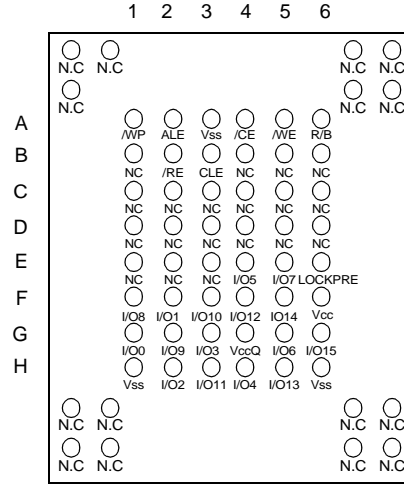 1 2 3 4 5 6
N.C N.C N.C N.C
N.C N.C N.C
A
/WP ALE Vss /CE /WE R/B
B
NC /RE CLE NC NC NC
C
NC NC NC NC NC NC
D
NC NC NC NC NC NC
E
NC NC NC I/O5 I/O7 LOCKPRE
F
I/O8 I/O1 I/O10 I/O12 IO14 Vcc
G
I/O0 I/O9 I/O3 VccQ I/O6 I/O15
H
Vss I/O2 I/O11 I/O4 I/O13 Vss
N.C N.C N.C N.C
N.C N.C N.C N.C